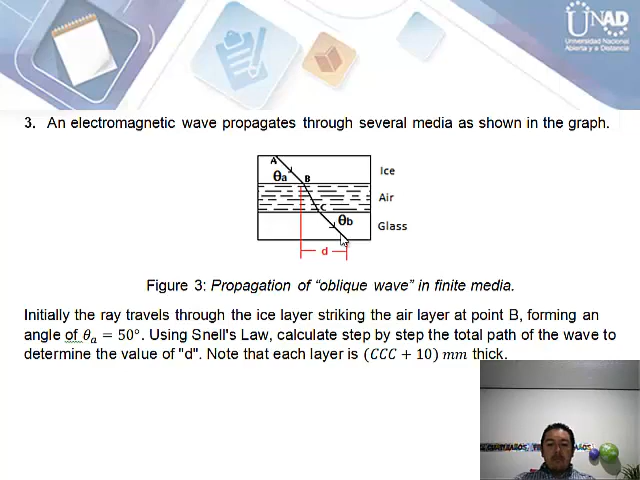 UNAD
Universidad Nacional
Abierta y a Distancia
3. An electromagnetic wave propagates through several media as shown in the graph.
A
θa B
C
θb
d
Ice
Air
Glass
Figure 3: Propagation of “oblique wave” in finite media.
Initially the ray travels through the ice layer striking the air layer at point B, forming an
angle of θₐ = 50°. Using Snell's Law, calculate step by step the total path of the wave to
determine the value of "d". Note that each layer is (CCC + 10) mm thick.